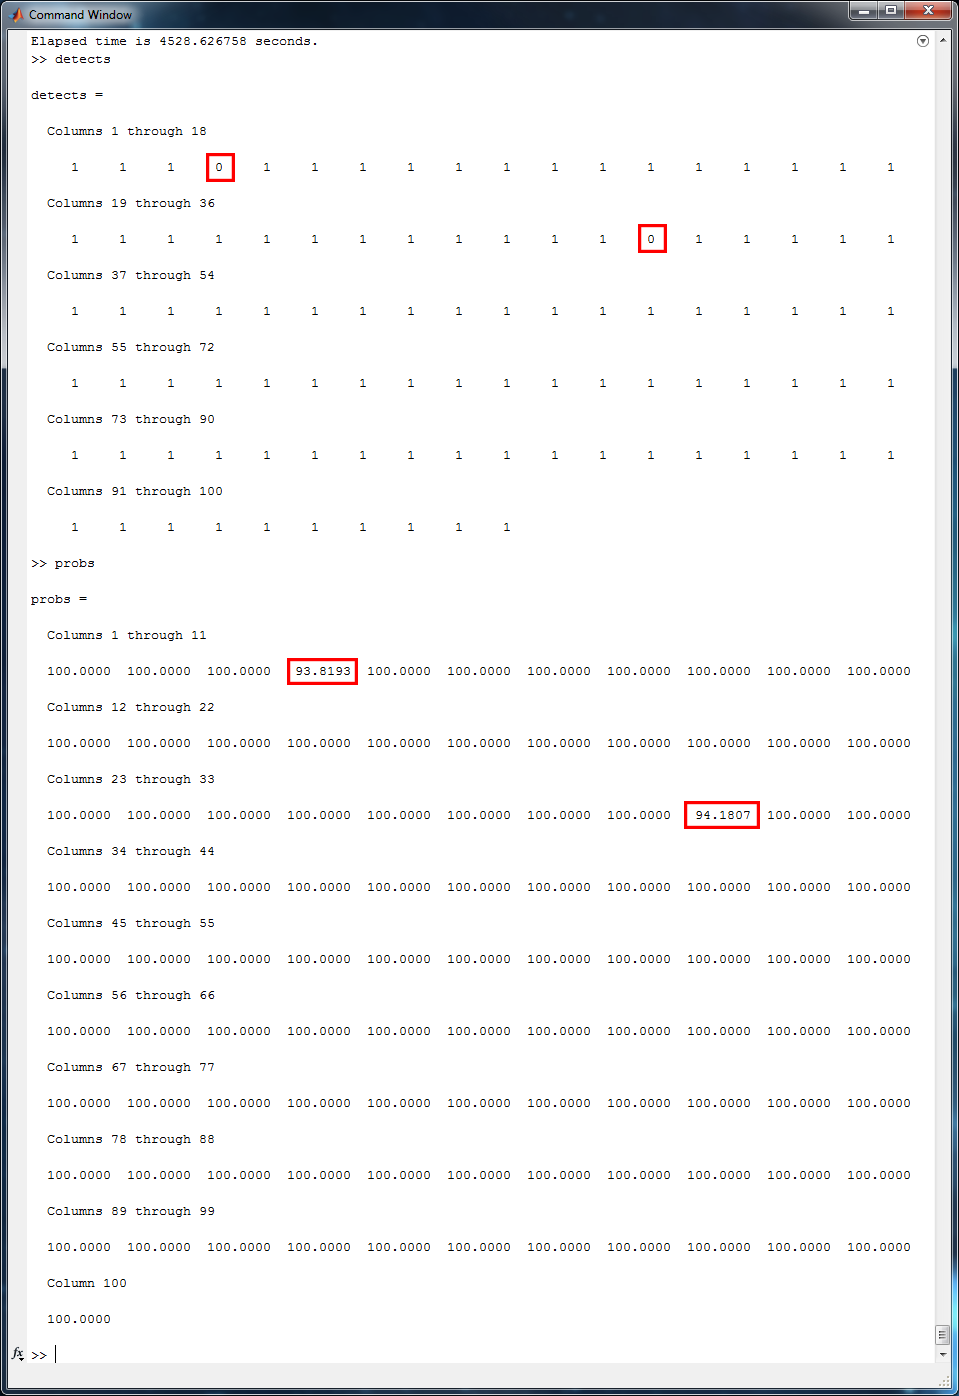 Command Window
Elapsed time is 4528.626758 seconds.
>> detects
detects =
Columns 1 through 18
1 1 1 0 1 1 1 1 1 1 1 1 1 1 1 1 1 1
Columns 19 through 36
1 1 1 1 1 1 1 1 1 1 1 1 0 1 1 1 1 1
Columns 37 through 54
1 1 1 1 1 1 1 1 1 1 1 1 1 1 1 1 1 1
Columns 55 through 72
1 1 1 1 1 1 1 1 1 1 1 1 1 1 1 1 1 1
Columns 73 through 90
1 1 1 1 1 1 1 1 1 1 1 1 1 1 1 1 1 1
Columns 91 through 100
1 1 1 1 1 1 1 1 1 1
>> probs
probs =
Columns 1 through 11
100.0000 100.0000 100.0000 93.8193 100.0000 100.0000 100.0000 100.0000 100.0000 100.0000 100.0000
Columns 12 through 22
100.0000 100.0000 100.0000 100.0000 100.0000 100.0000 100.0000 100.0000 100.0000 100.0000 100.0000
Columns 23 through 33
100.0000 100.0000 100.0000 100.0000 100.0000 100.0000 100.0000 100.0000 94.1807 100.0000 100.0000
Columns 34 through 44
100.0000 100.0000 100.0000 100.0000 100.0000 100.0000 100.0000 100.0000 100.0000 100.0000 100.0000
Columns 45 through 55
100.0000 100.0000 100.0000 100.0000 100.0000 100.0000 100.0000 100.0000 100.0000 100.0000 100.0000
Columns 56 through 66
100.0000 100.0000 100.0000 100.0000 100.0000 100.0000 100.0000 100.0000 100.0000 100.0000 100.0000
Columns 67 through 77
100.0000 100.0000 100.0000 100.0000 100.0000 100.0000 100.0000 100.0000 100.0000 100.0000 100.0000
Columns 78 through 88
100.0000 100.0000 100.0000 100.0000 100.0000 100.0000 100.0000 100.0000 100.0000 100.0000 100.0000
Columns 89 through 99
100.0000 100.0000 100.0000 100.0000 100.0000 100.0000 100.0000 100.0000 100.0000 100.0000 100.0000
Column 100
100.0000
fx >>